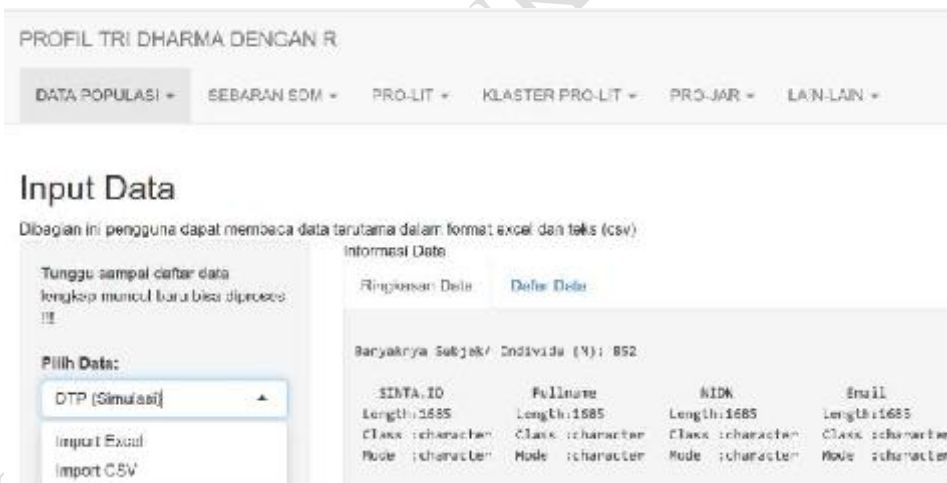 PROFIL TRI DHARMA DENGAN R
DATA POPULASI SEBARAN SDM PRO-LIT KLASTER PRO-LIT PRO-JAR LAIN-LAIN
Input Data
Dibagian ini pengguna dapat membaca data terutama dalam format excel dan teks (csv)
Informasi Data
Tunggu sampai daftar data
lengkap muncul baru bisa diproses
!!!
Ringkasan Data Daftar Data
Banyaknya Subjek/ Individu (N): 852
Pilih Data:
DTP (Simulasi)
Import Excel
Import CSV
SINTA.ID Fullname NIDN Email
Length:1685 Length:1685 Length:1685 Length:1685
Class :character Class :character Class :character Class :character
Mode :character Mode :character Mode :character Mode :character